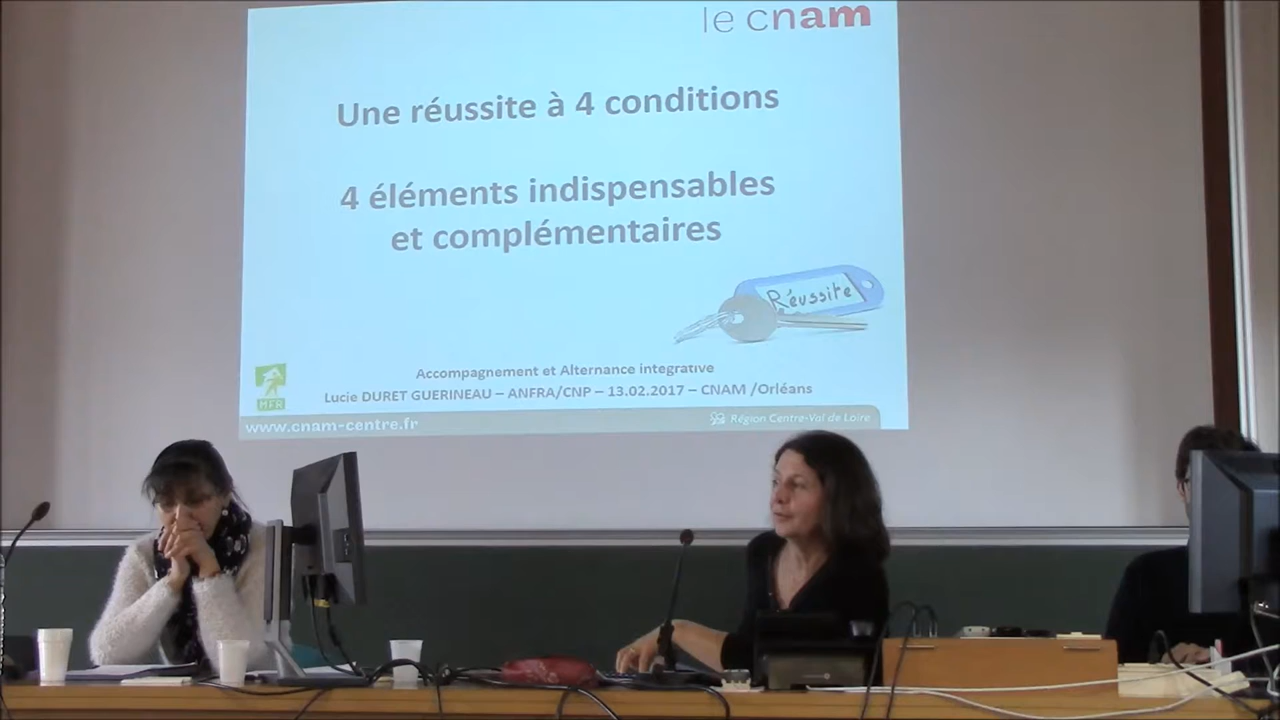 le cnam
Une réussite à 4 conditions
4 éléments indispensables
et complémentaires
Réussite
Accompagnement et Alternance integrative
Lucie DURET GUERINEAU – ANFRA/CNP – 13.02.2017 – CNAM /Orléans
MFR
www.cnam-centre.fr
Région Centre-Val de Loire